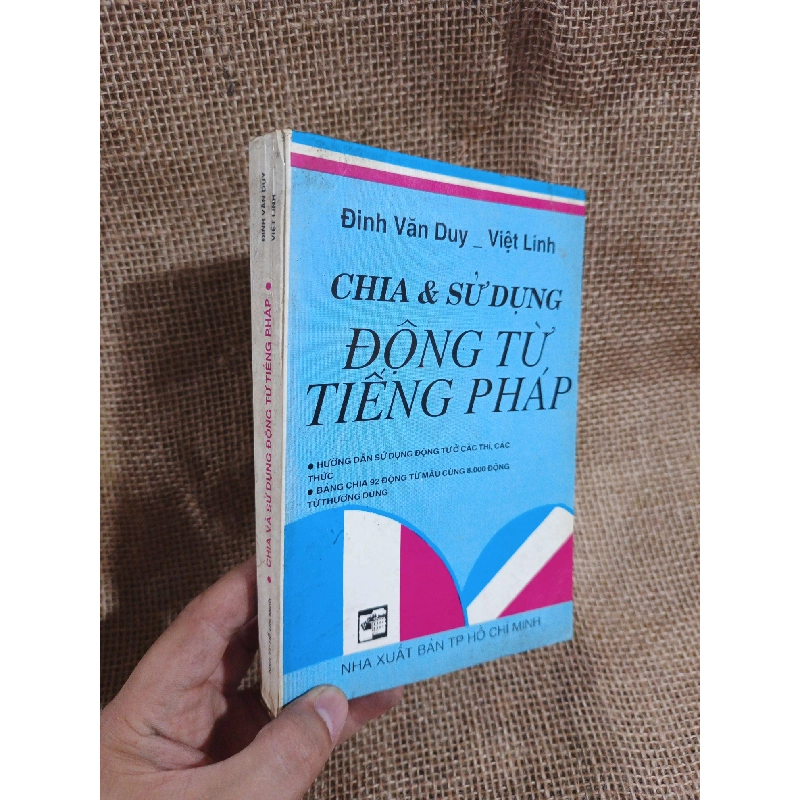 Đinh Văn Duy _ Việt Linh
CHIA & SỬ DỤNG
ĐỘNG TỪ
TIẾNG PHÁP
● HƯỚNG DẪN SỬ DỤNG ĐỘNG TỪ Ở CÁC THÌ, CÁC
THỨC
● BẢNG CHIA 92 ĐỘNG TỪ MẪU CÙNG 8.000 ĐỘNG
TỪ THƯỜNG DÙNG
NHÀ XUẤT BẢN TP HỒ CHÍ MINH
ĐINH VĂN DUY
VIỆT LINH
● CHIA VÀ SỬ DỤNG ĐỘNG TỪ TIẾNG PHÁP ●